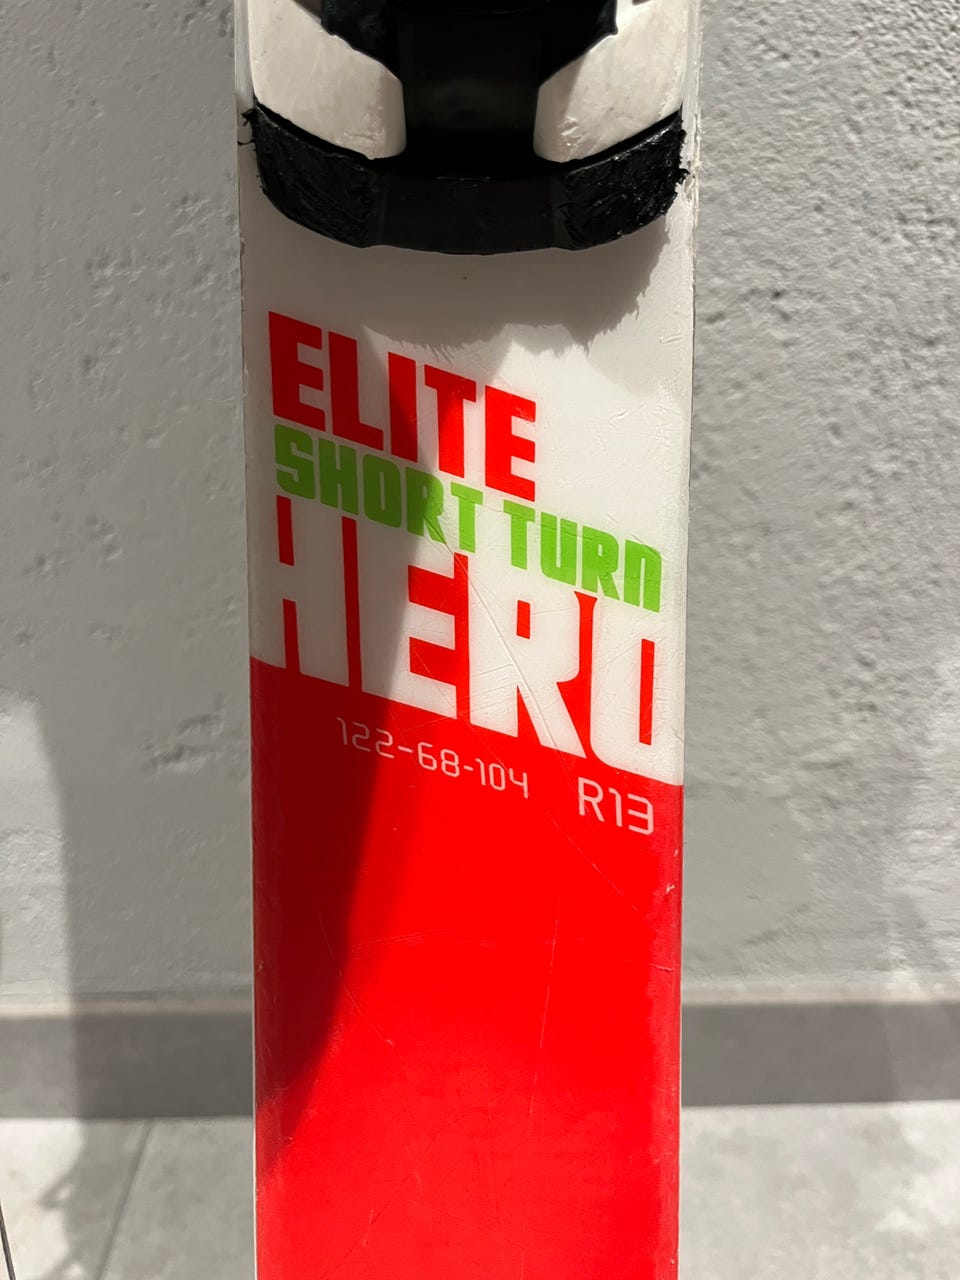 ELITE
SHORT TURN
HERO
122-68-104 R13